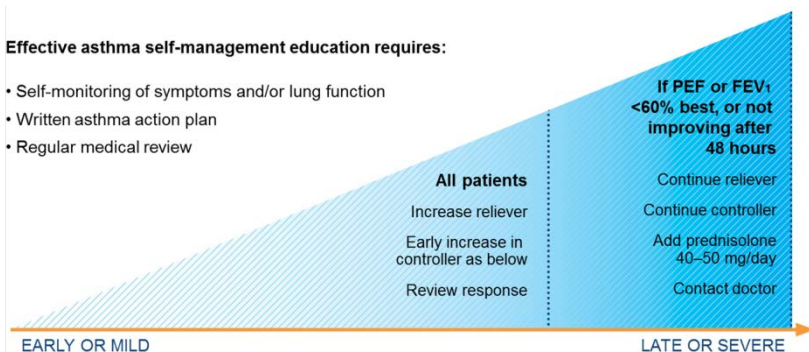 Effective asthma self-management education requires:
• Self-monitoring of symptoms and/or lung function
• Written asthma action plan
• Regular medical review
All patients
Increase reliever
Early increase in
controller as below
Review response
If PEF or FEV₁
<60% best, or not
improving after
48 hours
Continue reliever
Continue controller
Add prednisolone
40–50 mg/day
Contact doctor
EARLY OR MILD
LATE OR SEVERE